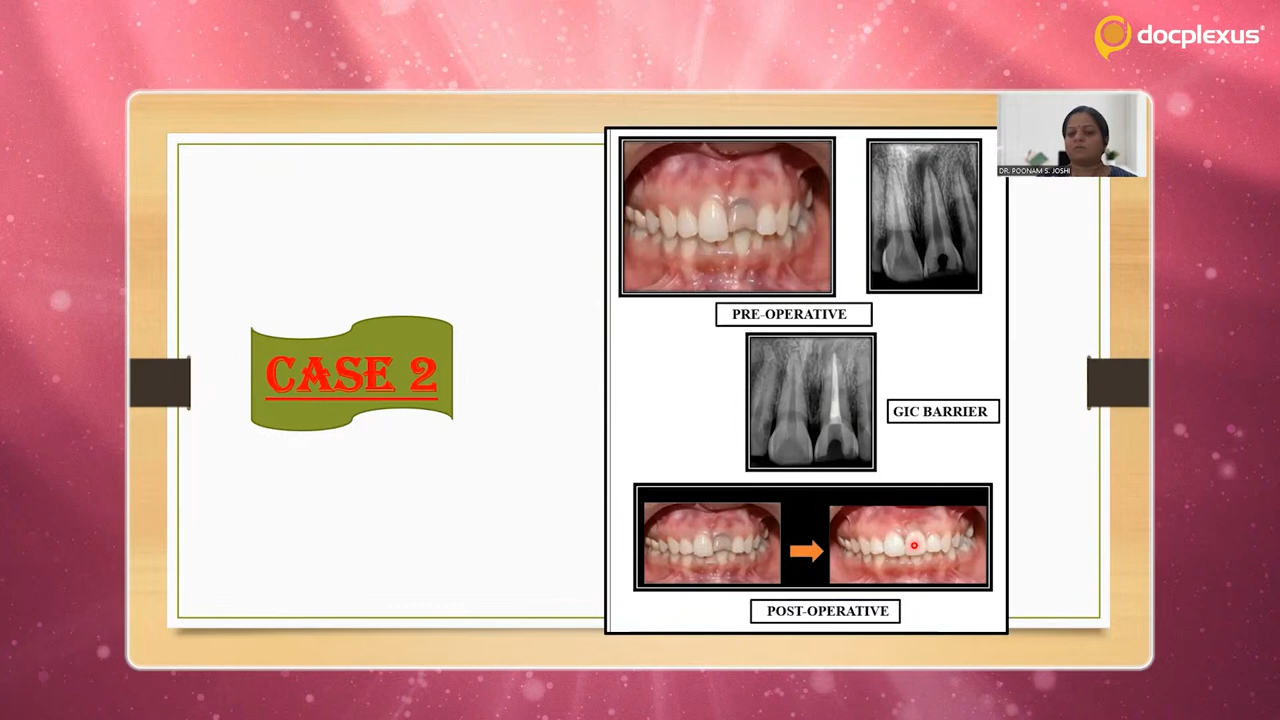 docplexus
DR. POONAM S. JOSHI
CASE 2
PRE-OPERATIVE
GIC BARRIER
POST-OPERATIVE